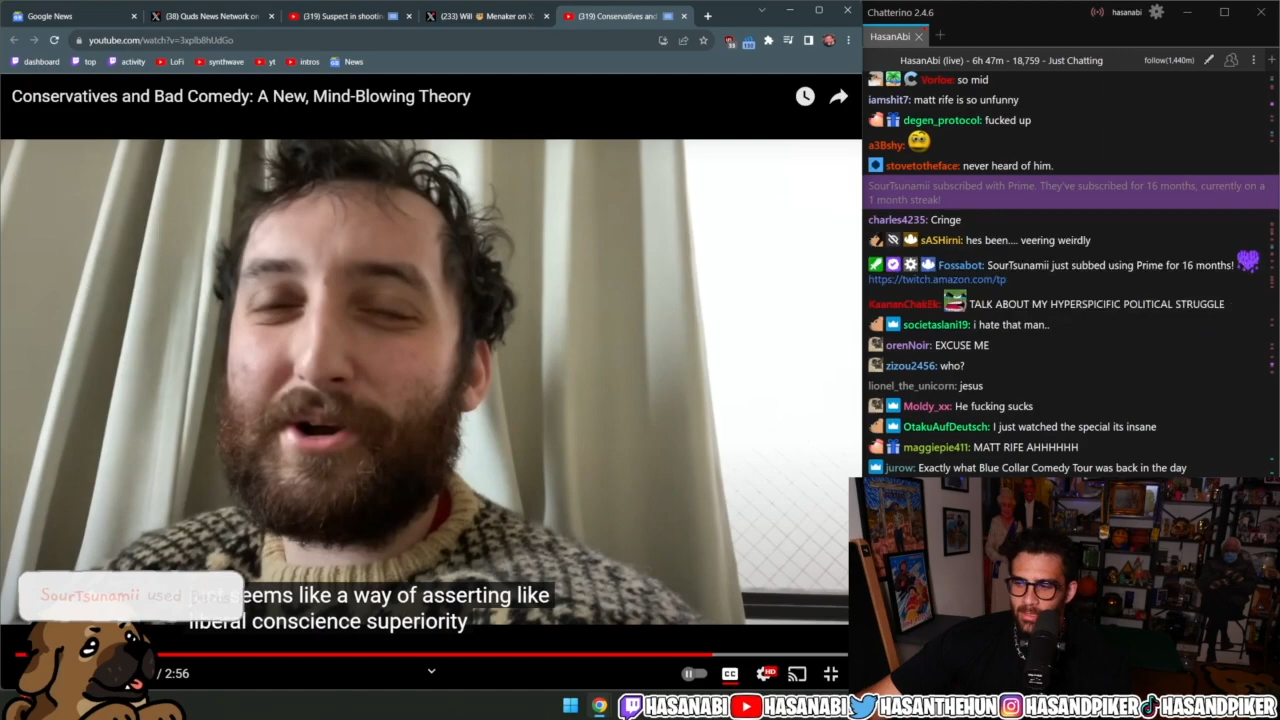 Google News
(38) Quds News Network on
(319) Suspect in shootin
(233) Will Menaker on X:
(319) Conservatives and
youtube.com/watch?v=3xpIb8hUdGo
33
133
dashboard
top
activity
LoFi
synthwave
yt
intros
News
Conservatives and Bad Comedy: A New, Mind-Blowing Theory
seems like a way of asserting like
liberal conscience superiority
SourTsunamii used
/ 2:56
CC
HD
Chatterino 2.4.6
hasanabi
HasanAbi
HasanAbi (live) - 6h 47m - 18,759 - Just Chatting
follow(1,440m)
Vorloe: so mid
iamshit7: matt rife is so unfunny
degen_protocol: fucked up
a3Bshy:
stovetotheface: never heard of him.
SourTsunamii subscribed with Prime. They've subscribed for 16 months, currently on a
1 month streak!
charles4235: Cringe
sASHirni: hes been.... veering weirdly
Fossabot: SourTsunamii just subbed using Prime for 16 months!
https://twitch.amazon.com/tp
KaananChakEk: TALK ABOUT MY HYPERSPICIFIC POLITICAL STRUGGLE
societaslani19: i hate that man..
orenNoir: EXCUSE ME
zizou2456: who?
lionel_the_unicorn: jesus
Moldy_xx: He fucking sucks
OtakuAufDeutsch: I just watched the special its insane
maggiepie411: MATT RIFE AHHHHHH
jurow: Exactly what Blue Collar Comedy Tour was back in the day
HASANABI
HASANABI
HASANTHEHUN
HASANDPIKER
HASANDPIKER